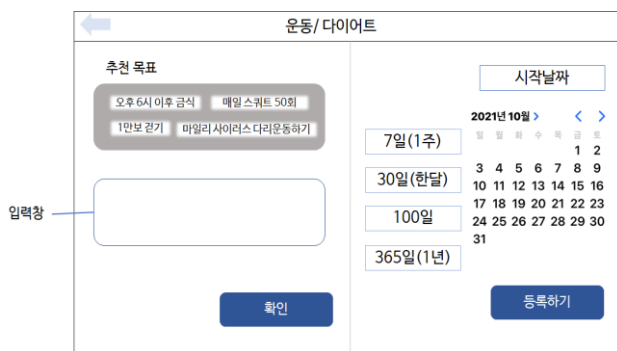 운동/ 다이어트
추천 목표
오후 6시 이후 금식 매일 스쿼트 50회
1만보 걷기 마일리 사이러스 다리운동하기
입력창
확인
시작날짜
7일(1주)
30일(한달)
100일
365일(1년)
2021년 10월 > < >
일 월 화 수 목 금 토
1 2
3 4 5 6 7 8 9
10 11 12 13 14 15 16
17 18 19 20 21 22 23
24 25 26 27 28 29 30
31
등록하기